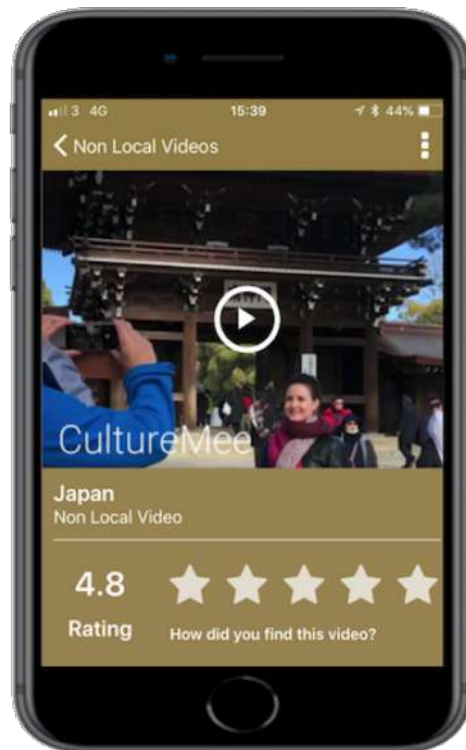 3 4G 15:39 44%
Non Local Videos
CultureMee
Japan
Non Local Video
4.8
Rating
How did you find this video?